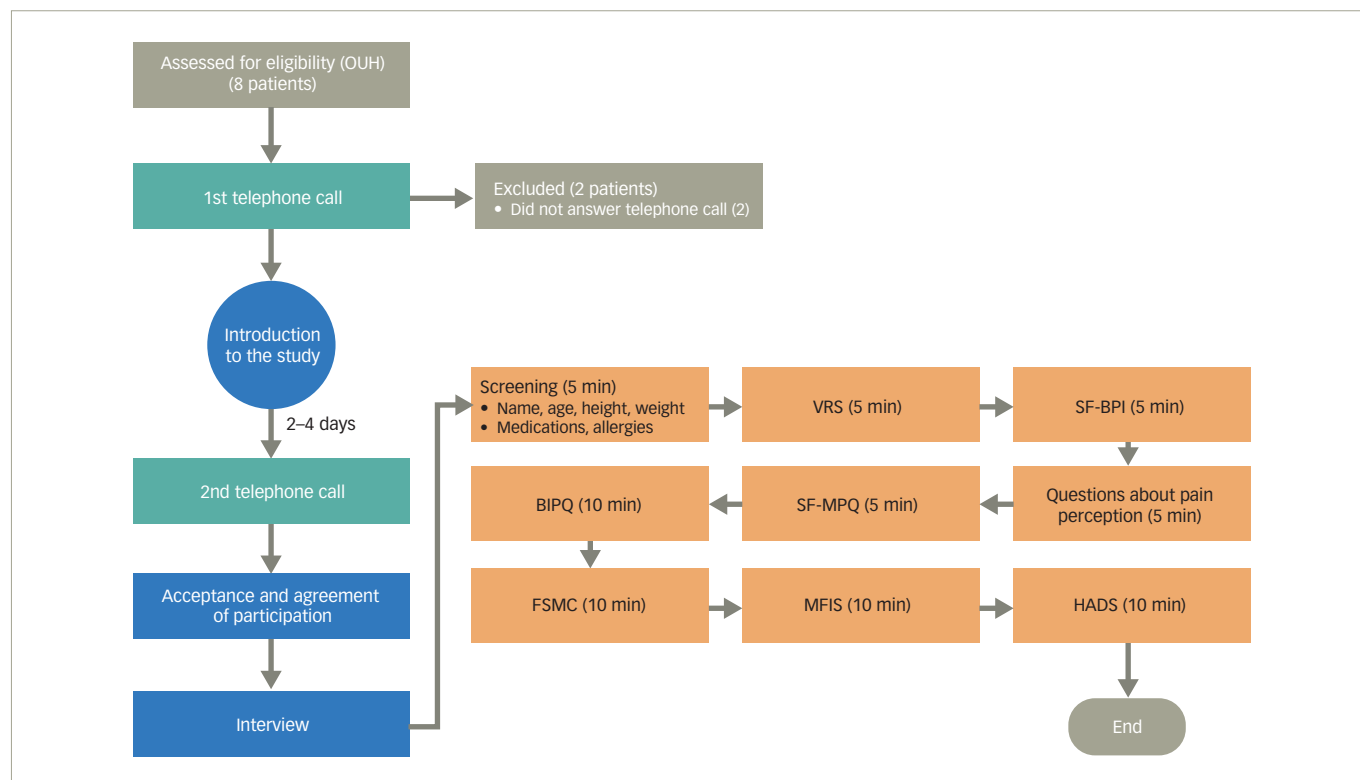 Assessed for eligibility (OUH)
(8 patients)
1st telephone call
Excluded (2 patients)
• Did not answer telephone call (2)
Introduction
to the study
2–4 days
2nd telephone call
Acceptance and agreement
of participation
Interview
Screening (5 min)
• Name, age, height, weight
• Medications, allergies
VRS (5 min)
SF-BPI (5 min)
Questions about pain
perception (5 min)
SF-MPQ (5 min)
BIPQ (10 min)
FSMC (10 min)
MFIS (10 min)
HADS (10 min)
End